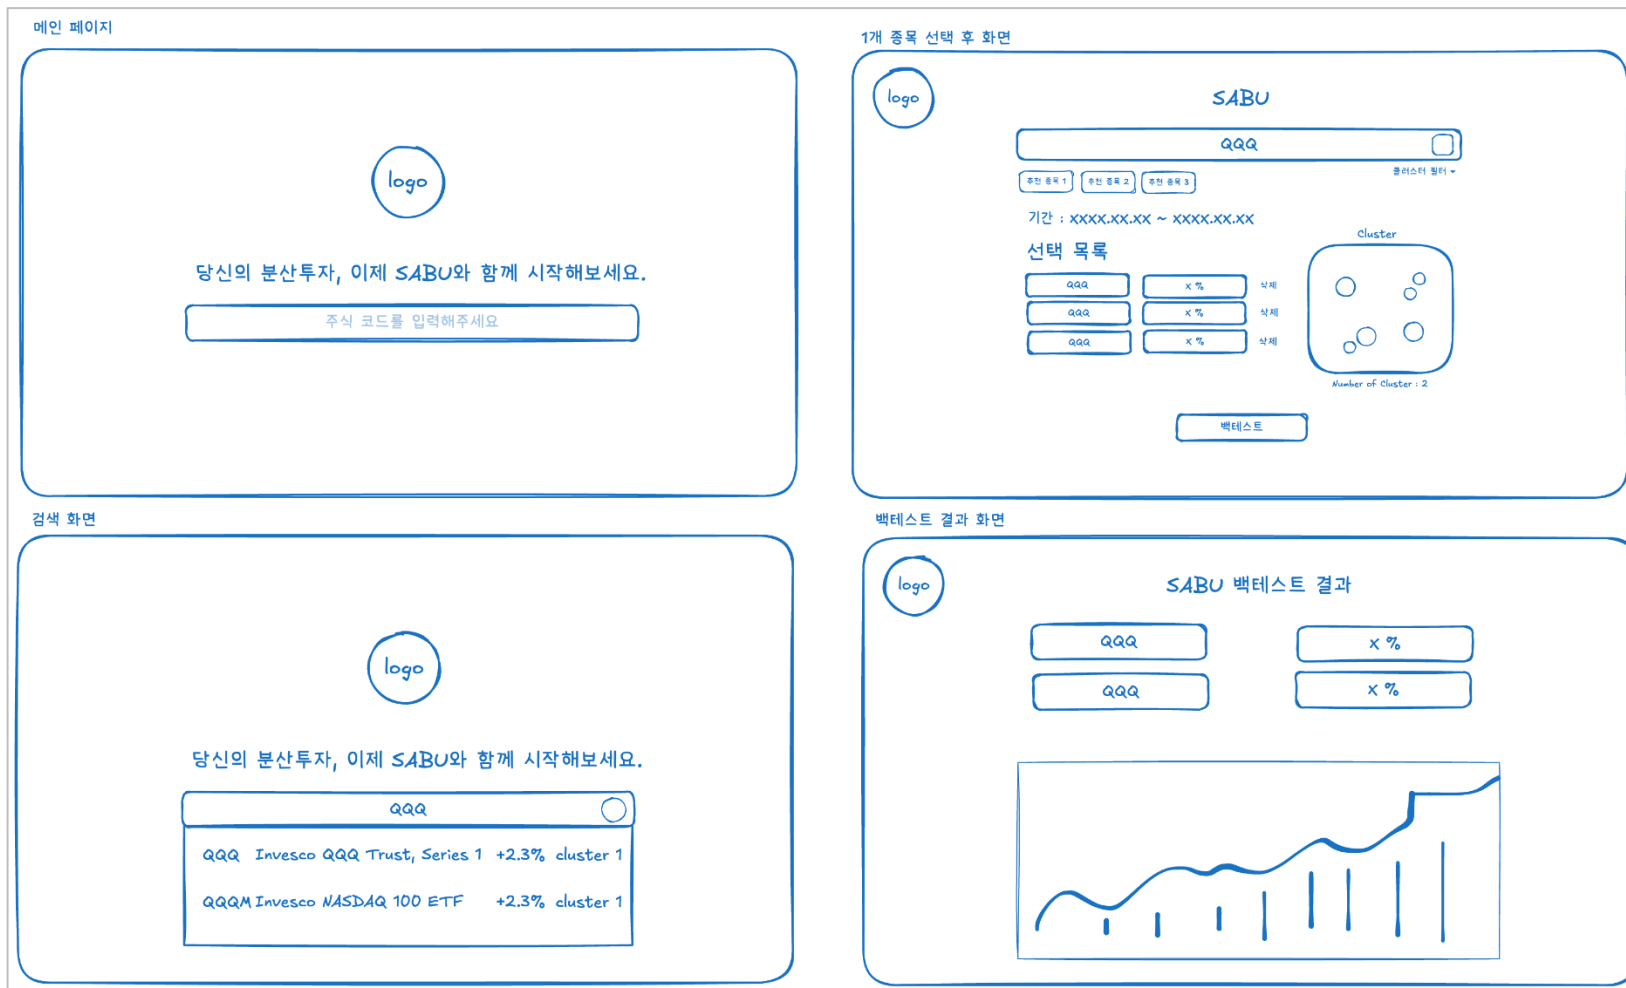 메인 페이지
logo
당신의 분산투자, 이제 SABU와 함께 시작해보세요.
주식 코드를 입력해주세요
1개 종목 선택 후 화면
logo
SABU
QQQ
클러스터 필터
추천 종목 1
추천 종목 2
추천 종목 3
기간 : xxxx.xx.xx ~ xxxx.xx.xx
선택 목록
QQQ x % 삭제
QQQ x % 삭제
QQQ x % 삭제
Cluster
Number of Cluster : 2
백테스트
검색 화면
logo
당신의 분산투자, 이제 SABU와 함께 시작해보세요.
QQQ
QQQ Invesco QQQ Trust, Series 1 +2.3% cluster 1
QQQM Invesco NASDAQ 100 ETF +2.3% cluster 1
백테스트 결과 화면
logo
SABU 백테스트 결과
QQQ x %
QQQ x %